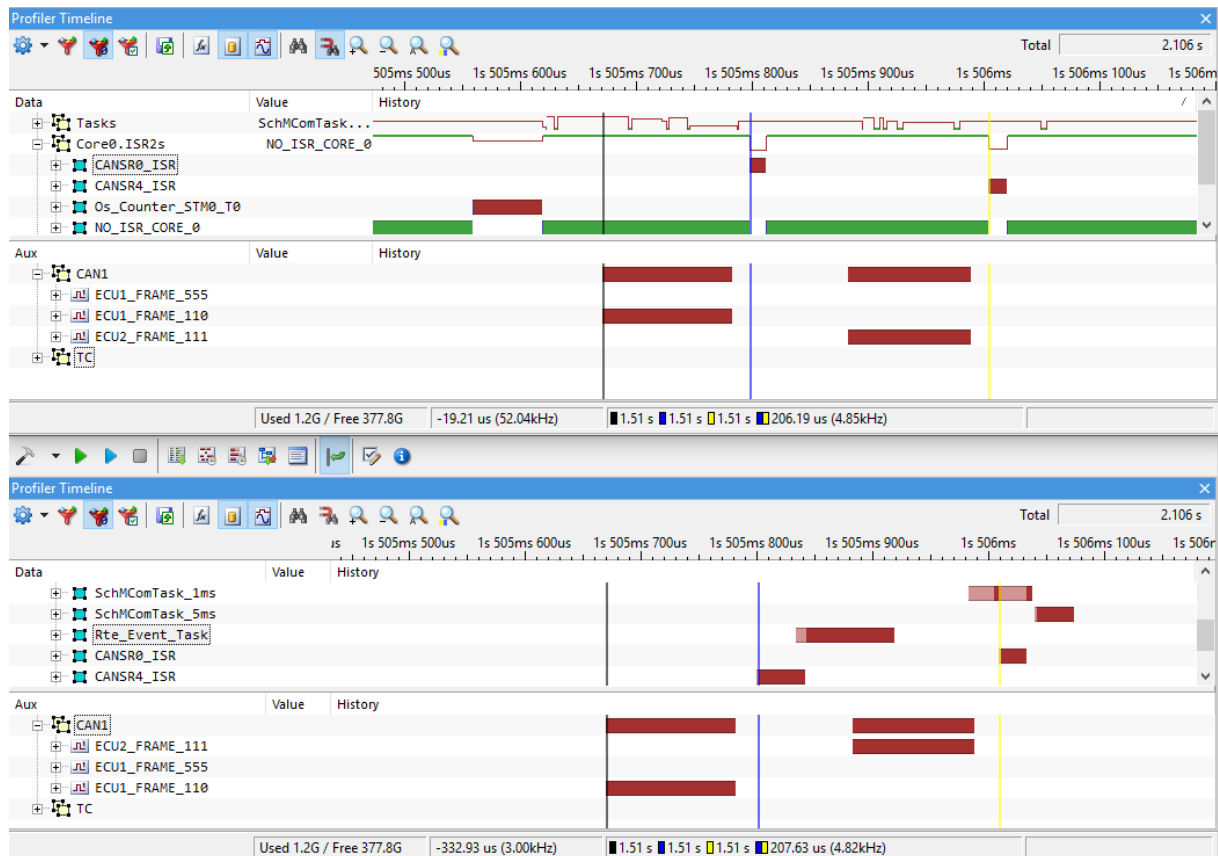 Profiler Timeline
Total 2.106 s
505ms 500us 1s 505ms 600us 1s 505ms 700us 1s 505ms 800us 1s 505ms 900us 1s 506ms 1s 506ms 100us 1s 506m
Data Value History /
Tasks SchMComTask...
Core0.ISR2s NO_ISR_CORE_0
CANSR0_ISR
CANSR4_ISR
Os_Counter_STM0_T0
NO_ISR_CORE_0
Aux Value History
CAN1
ECU1_FRAME_555
ECU1_FRAME_110
ECU2_FRAME_111
TC
Used 1.2G / Free 377.8G -19.21 us (52.04kHz) 1.51 s 1.51 s 1.51 s 206.19 us (4.85kHz)
Profiler Timeline
Total 2.106 s
us 1s 505ms 500us 1s 505ms 600us 1s 505ms 700us 1s 505ms 800us 1s 505ms 900us 1s 506ms 1s 506ms 100us 1s 506m
Data Value History
SchMComTask_1ms
SchMComTask_5ms
Rte_Event_Task
CANSR0_ISR
CANSR4_ISR
Aux Value History
CAN1
ECU2_FRAME_111
ECU1_FRAME_555
ECU1_FRAME_110
TC
Used 1.2G / Free 377.8G -332.93 us (3.00kHz) 1.51 s 1.51 s 1.51 s 207.63 us (4.82kHz)